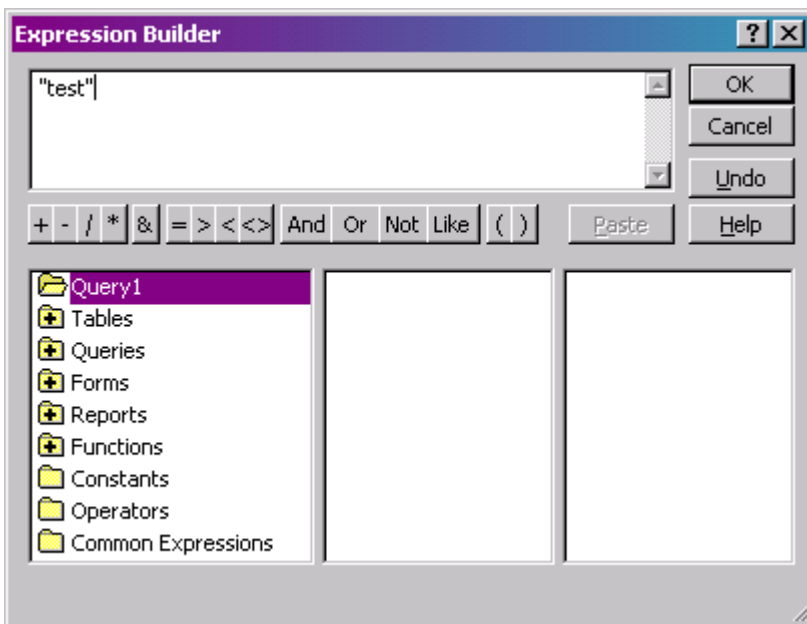 Expression Builder
? X
"test"
OK
Cancel
Undo
+ - / * & = > < <> And Or Not Like ( ) Paste Help
Query1
Tables
Queries
Forms
Reports
Functions
Constants
Operators
Common Expressions